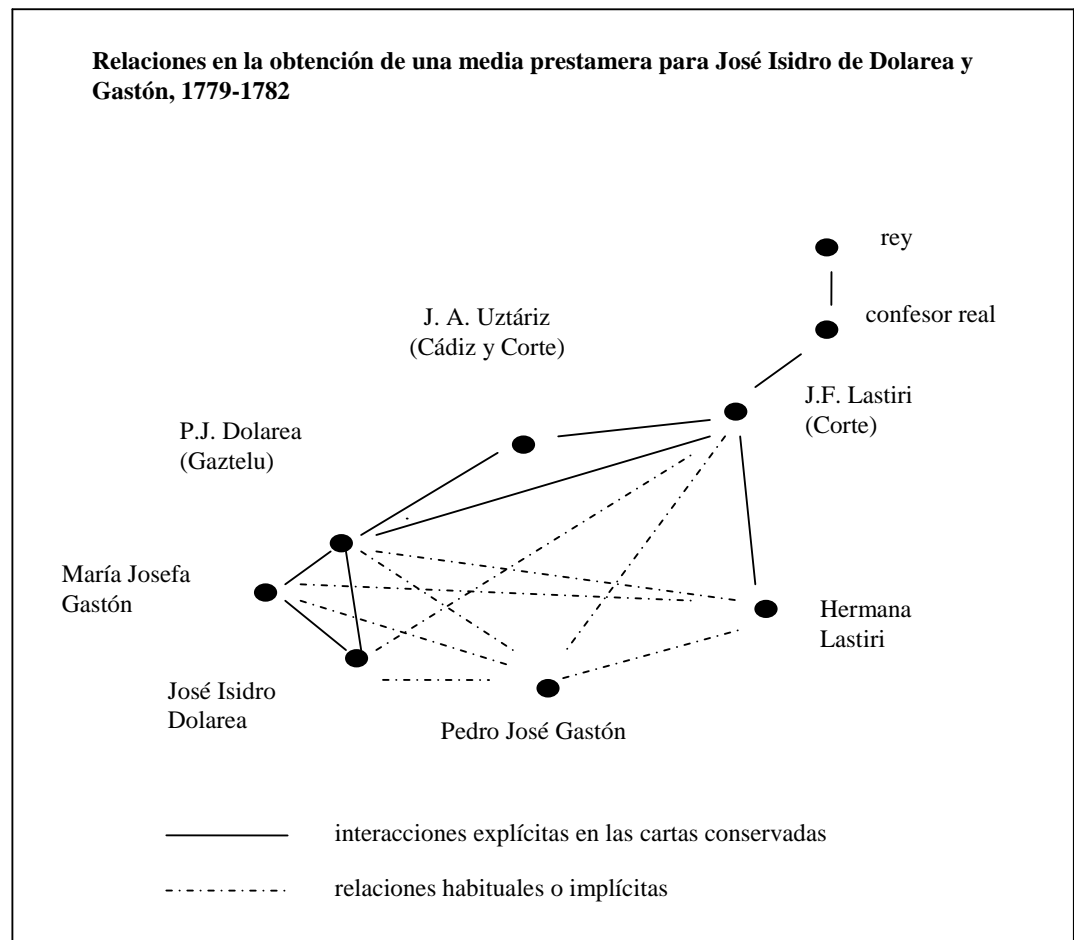 Relaciones en la obtención de una media prestamera para José Isidro de Dolarea y
Gastón, 1779-1782
rey
confesor real
J. A. Uztáriz
(Cádiz y Corte)
J.F. Lastiri
(Corte)
P.J. Dolarea
(Gaztelu)
María Josefa
Gastón
Hermana
Lastiri
José Isidro
Dolarea
Pedro José Gastón
interacciones explícitas en las cartas conservadas
relaciones habituales o implícitas